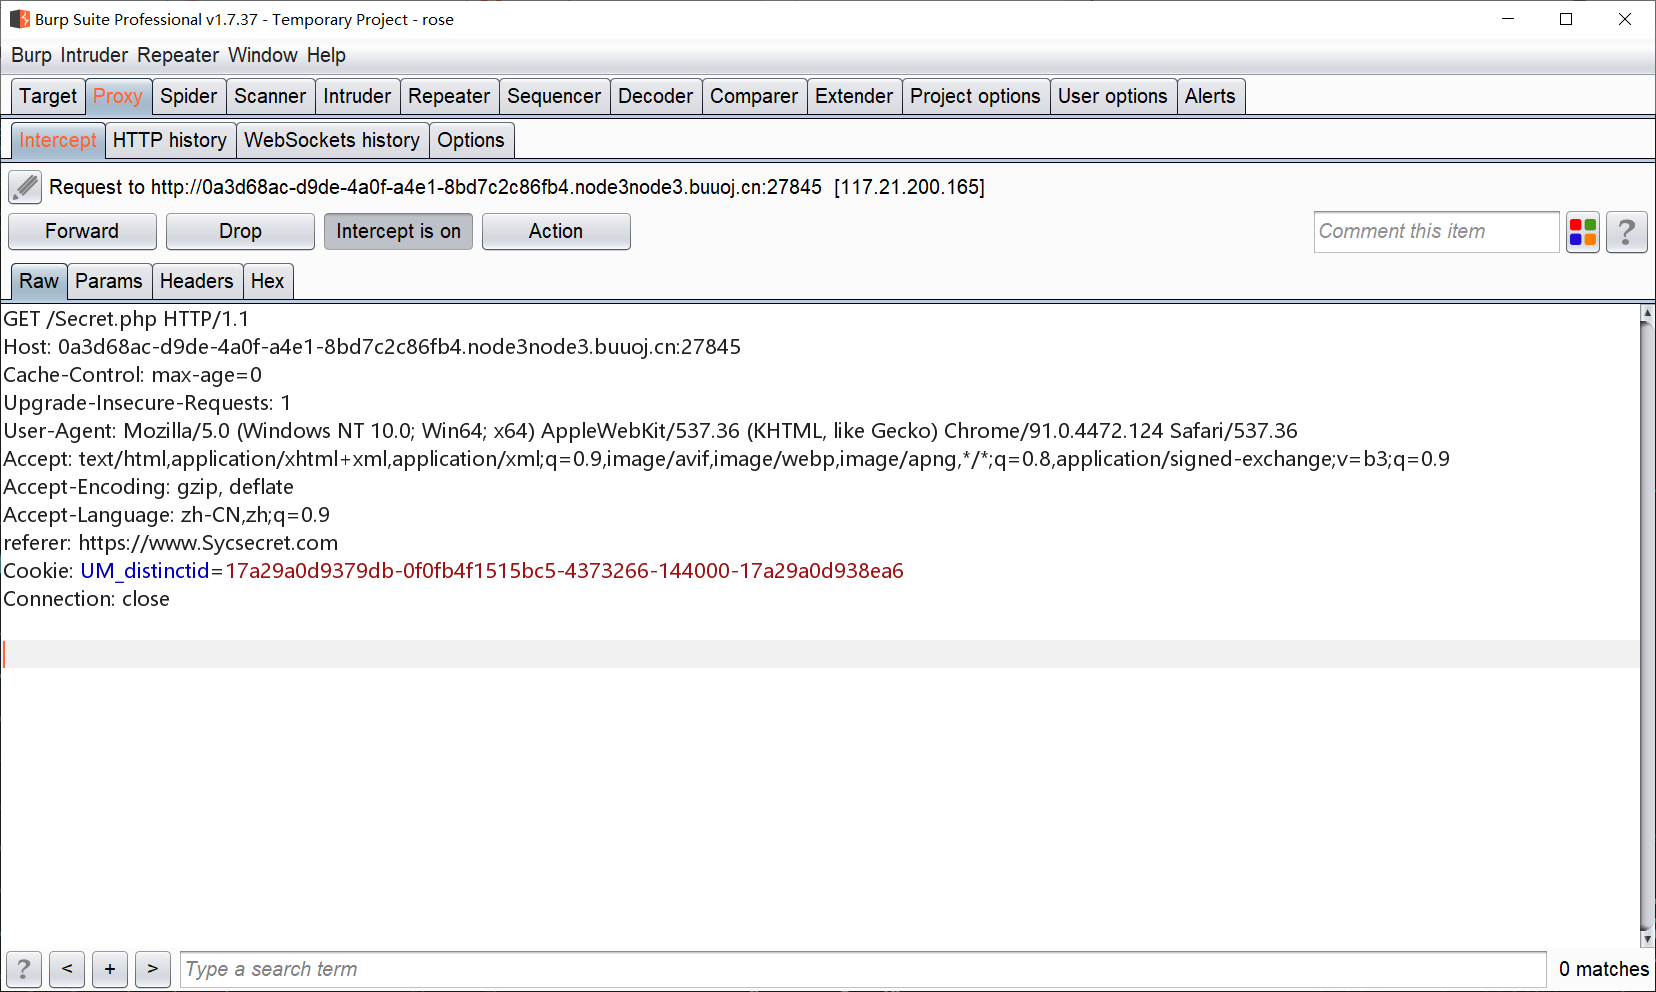 Burp Suite Professional v1.7.37 - Temporary Project - rose
Burp Intruder Repeater Window Help
Target Proxy Spider Scanner Intruder Repeater Sequencer Decoder Comparer Extender Project options User options Alerts
Intercept HTTP history WebSockets history Options
Request to http://0a3d68ac-d9de-4a0f-a4e1-8bd7c2c86fb4.node3node3.buuoj.cn:27845 [117.21.200.165]
Forward Drop Intercept is on Action Comment this item ?
Raw Params Headers Hex
GET /Secret.php HTTP/1.1
Host: 0a3d68ac-d9de-4a0f-a4e1-8bd7c2c86fb4.node3node3.buuoj.cn:27845
Cache-Control: max-age=0
Upgrade-Insecure-Requests: 1
User-Agent: Mozilla/5.0 (Windows NT 10.0; Win64; x64) AppleWebKit/537.36 (KHTML, like Gecko) Chrome/91.0.4472.124 Safari/537.36
Accept: text/html,application/xhtml+xml,application/xml;q=0.9,image/avif,image/webp,image/apng,*/*;q=0.8,application/signed-exchange;v=b3;q=0.9
Accept-Encoding: gzip, deflate
Accept-Language: zh-CN,zh;q=0.9
referer: https://www.Sycsecret.com
Cookie: UM_distinctid=17a29a0d9379db-0f0fb4f1515bc5-4373266-144000-17a29a0d938ea6
Connection: close
? < + > Type a search term 0 matches